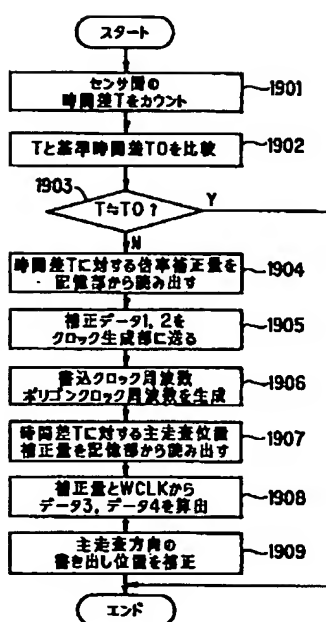 スタート
センサ間の
時間差Tをカウント
1901
Tと基準時間差T0を比較
1902
1903
T≒T0?
Y
N
時間差Tに対する倍率補正量を
記憶部から読み出す
1904
補正データ1, 2を
クロック生成部に送る
1905
書込クロック周波数
ポリゴンクロック周波数を生成
1906
時間差Tに対する主走査位置
補正量を記憶部から読み出す
1907
補正量とWCLKから
データ3, データ4を算出
1908
主走査方向の
書き出し位置を補正
1909
エンド